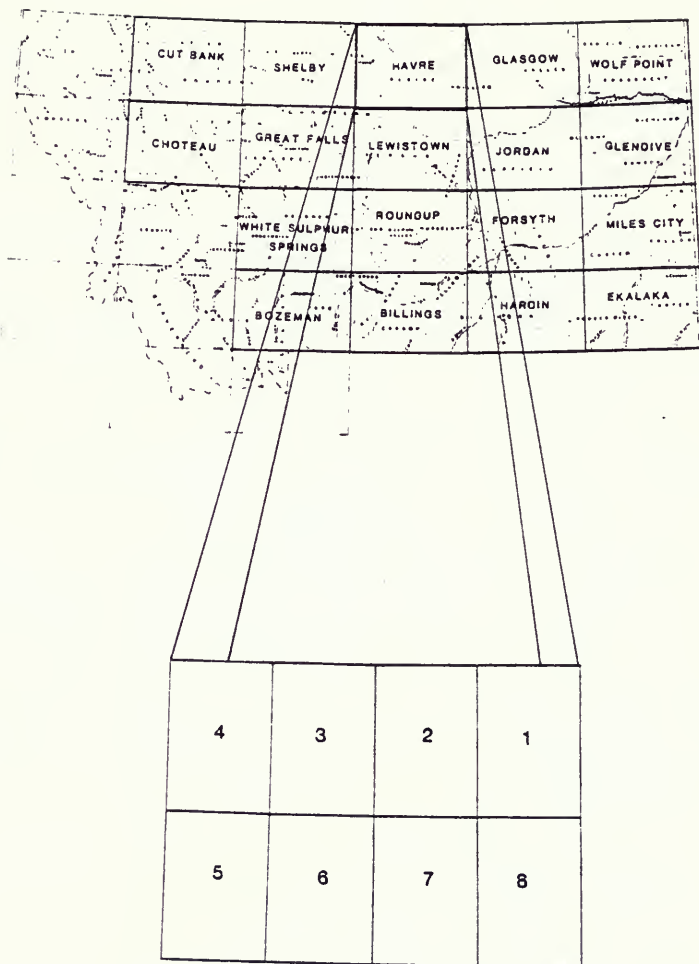 CUT BANK
SHELBY
HAVRE
GLASGOW
WOLF POINT
CHOTEAU
GREAT FALLS
LEWISTOWN
JORDAN
GLENDIVE
WHITE SULPHUR
SPRINGS
ROUNDUP
FORSYTH
MILES CITY
BOZEMAN
BILLINGS
HARDIN
EKALAKA
4 3 2 1
5 6 7 8